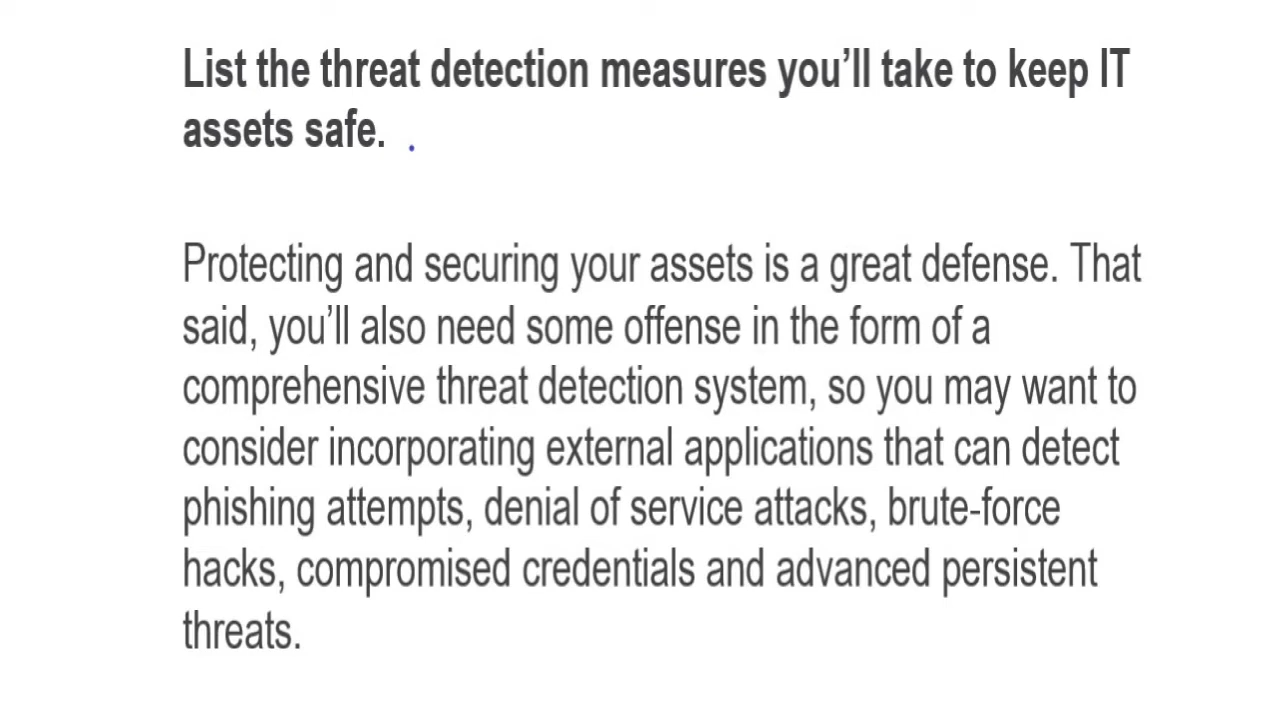 List the threat detection measures you’ll take to keep IT
assets safe.
Protecting and securing your assets is a great defense. That
said, you’ll also need some offense in the form of a
comprehensive threat detection system, so you may want to
consider incorporating external applications that can detect
phishing attempts, denial of service attacks, brute-force
hacks, compromised credentials and advanced persistent
threats.